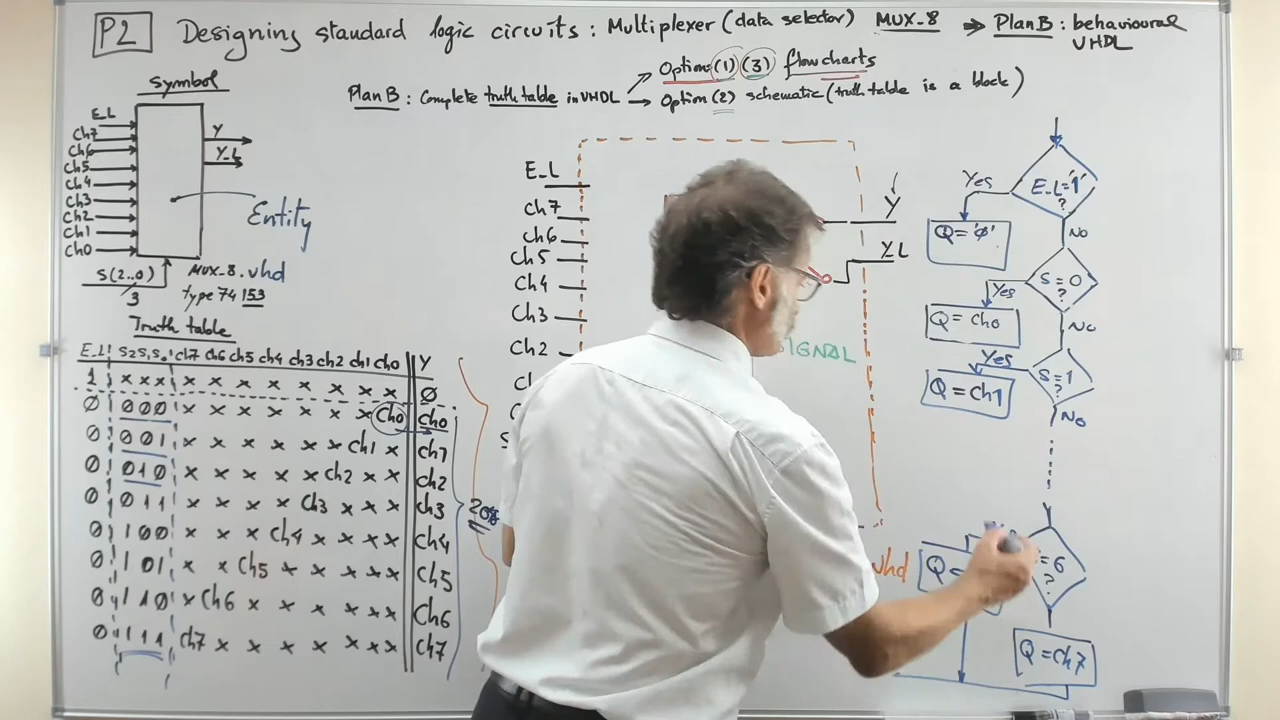 P2 Designing standard logic circuits : Multiplexer (data selector) MUX_8 ⇒ Plan B : behavioural VHDL
Plan B : Complete truth table in VHDL
→ Option (1) (3) flowcharts
→ Option (2) schematic (truth table is a block)
Symbol
E_L
Ch7
Ch6
Ch5
Ch4
Ch3
Ch2
Ch1
Ch0
Y
Y_L
Entity
S(2..0)
3
MUX_8.vhd
type 74 153
Truth table
E_L S2 S1 S0 Ch7 Ch6 Ch5 Ch4 Ch3 Ch2 Ch1 Ch0 Y
1 x x x x x x x x x x x 0
0 0 0 0 x x x x x x x Ch0 Ch0
0 0 0 1 x x x x x x Ch1 x Ch1
0 0 1 0 x x x x x Ch2 x x Ch2
0 0 1 1 x x x x Ch3 x x x Ch3
0 1 0 0 x x x Ch4 x x x x Ch4
0 1 0 1 x x Ch5 x x x x x Ch5
0 1 1 0 x Ch6 x x x x x x Ch6
0 1 1 1 Ch7 x x x x x x x Ch7
E_L
Ch7
Ch6
Ch5
Ch4
Ch3
Ch2
Y
Y_L
SIGNAL
vhd
E_L='1' ?
Yes
Q='0'
No
S=0 ?
Yes
Q=Ch0
No
S=1 ?
Yes
Q=Ch1
No
=6 ?
Q=
Q=Ch7